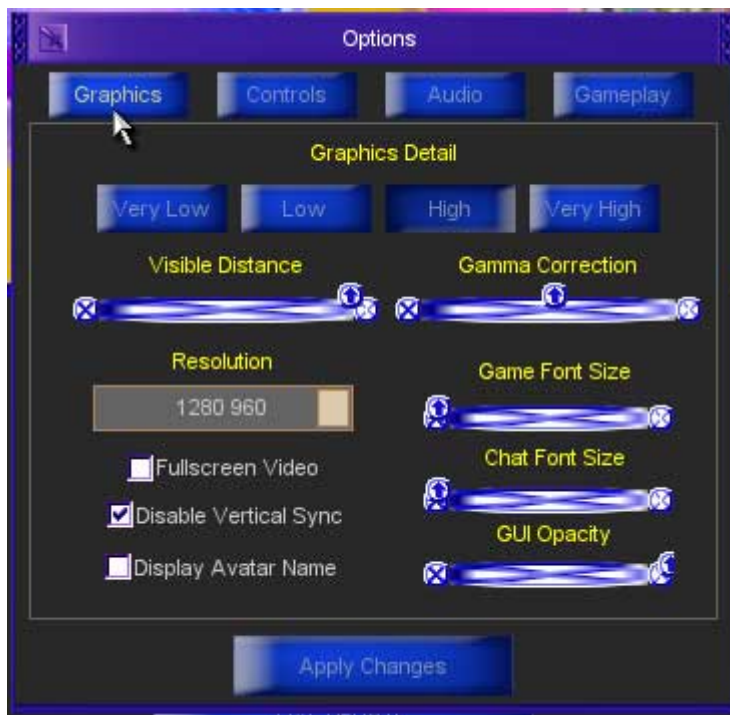 Options
Graphics Controls Audio Gameplay
Graphics Detail
Very Low Low High Very High
Visible Distance Gamma Correction
Resolution
1280 960
Game Font Size
Fullscreen Video
Chat Font Size
Disable Vertical Sync
GUI Opacity
Display Avatar Name
Apply Changes